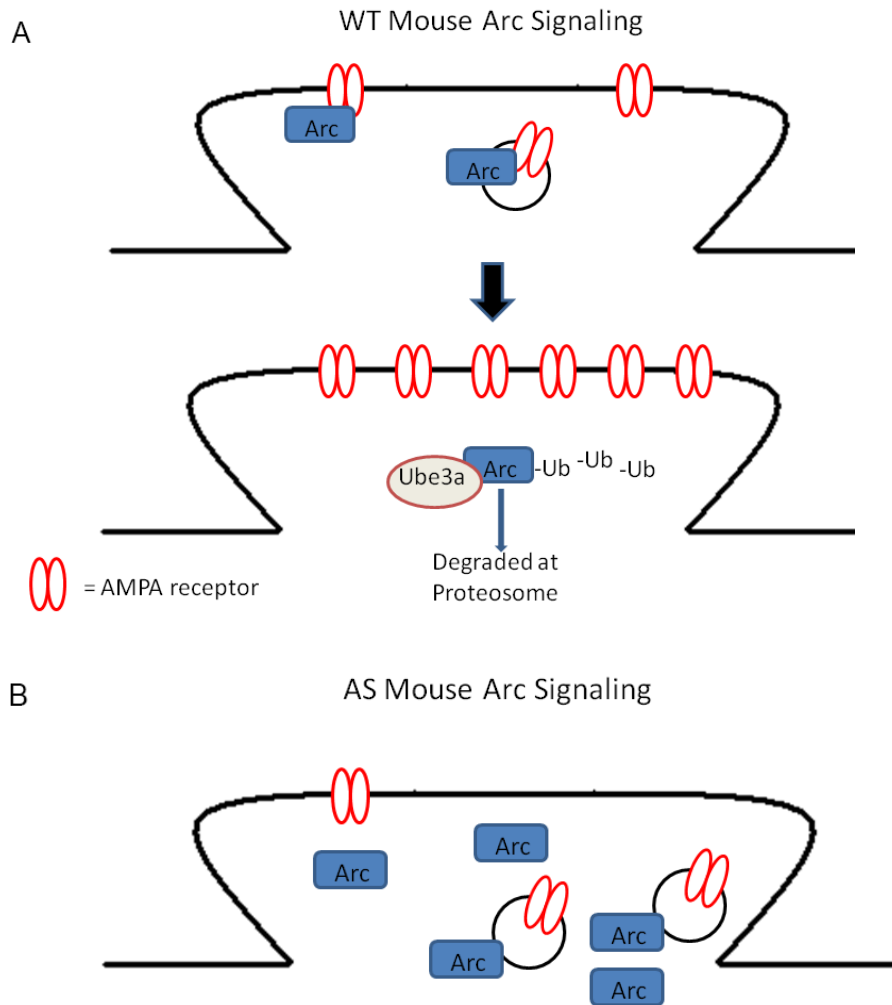 A
WT Mouse Arc Signaling
Arc
Arc
Ube3a
Arc
-Ub -Ub -Ub
Degraded at
Proteosome
= AMPA receptor
B
AS Mouse Arc Signaling
Arc
Arc
Arc
Arc
Arc